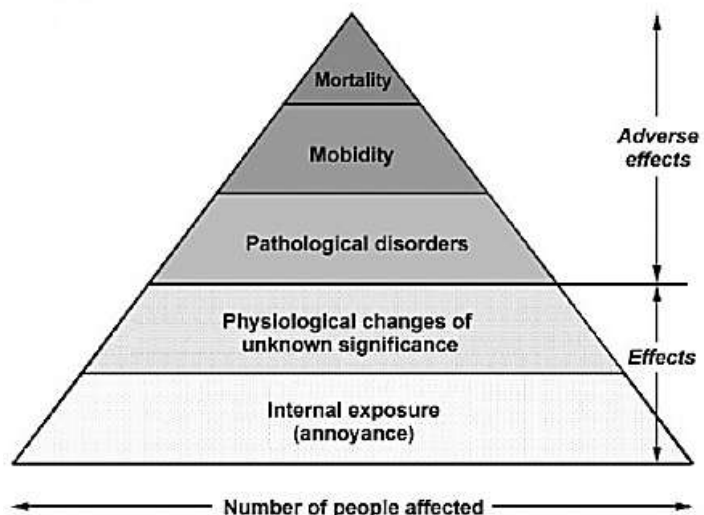 Mortality
Mobidity
Adverse
effects
Pathological disorders
Physiological changes of
unknown significance
Effects
Internal exposure
(annoyance)
Number of people affected